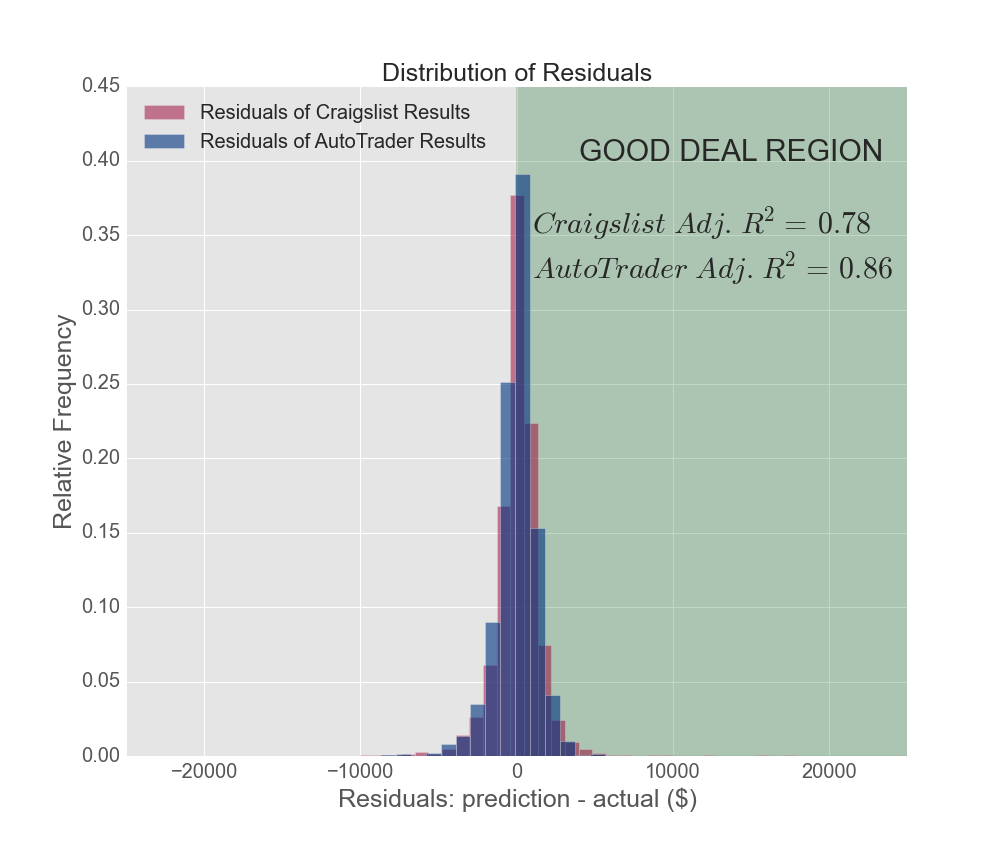 Distribution of Residuals
Residuals of Craigslist Results
Residuals of AutoTrader Results
GOOD DEAL REGION
Craigslist Adj. R² = 0.78
AutoTrader Adj. R² = 0.86
Relative Frequency
0.45
0.40
0.35
0.30
0.25
0.20
0.15
0.10
0.05
0.00
−20000 −10000 0 10000 20000
Residuals: prediction - actual ($)